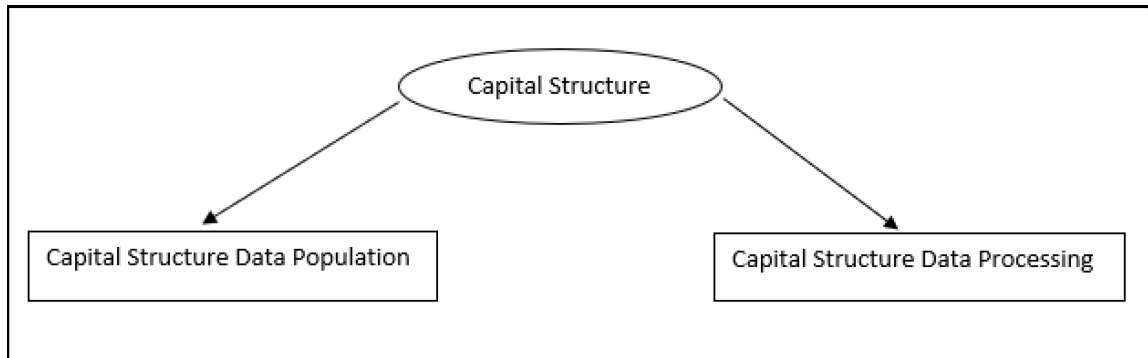 Capital Structure
Capital Structure Data Population
Capital Structure Data Processing